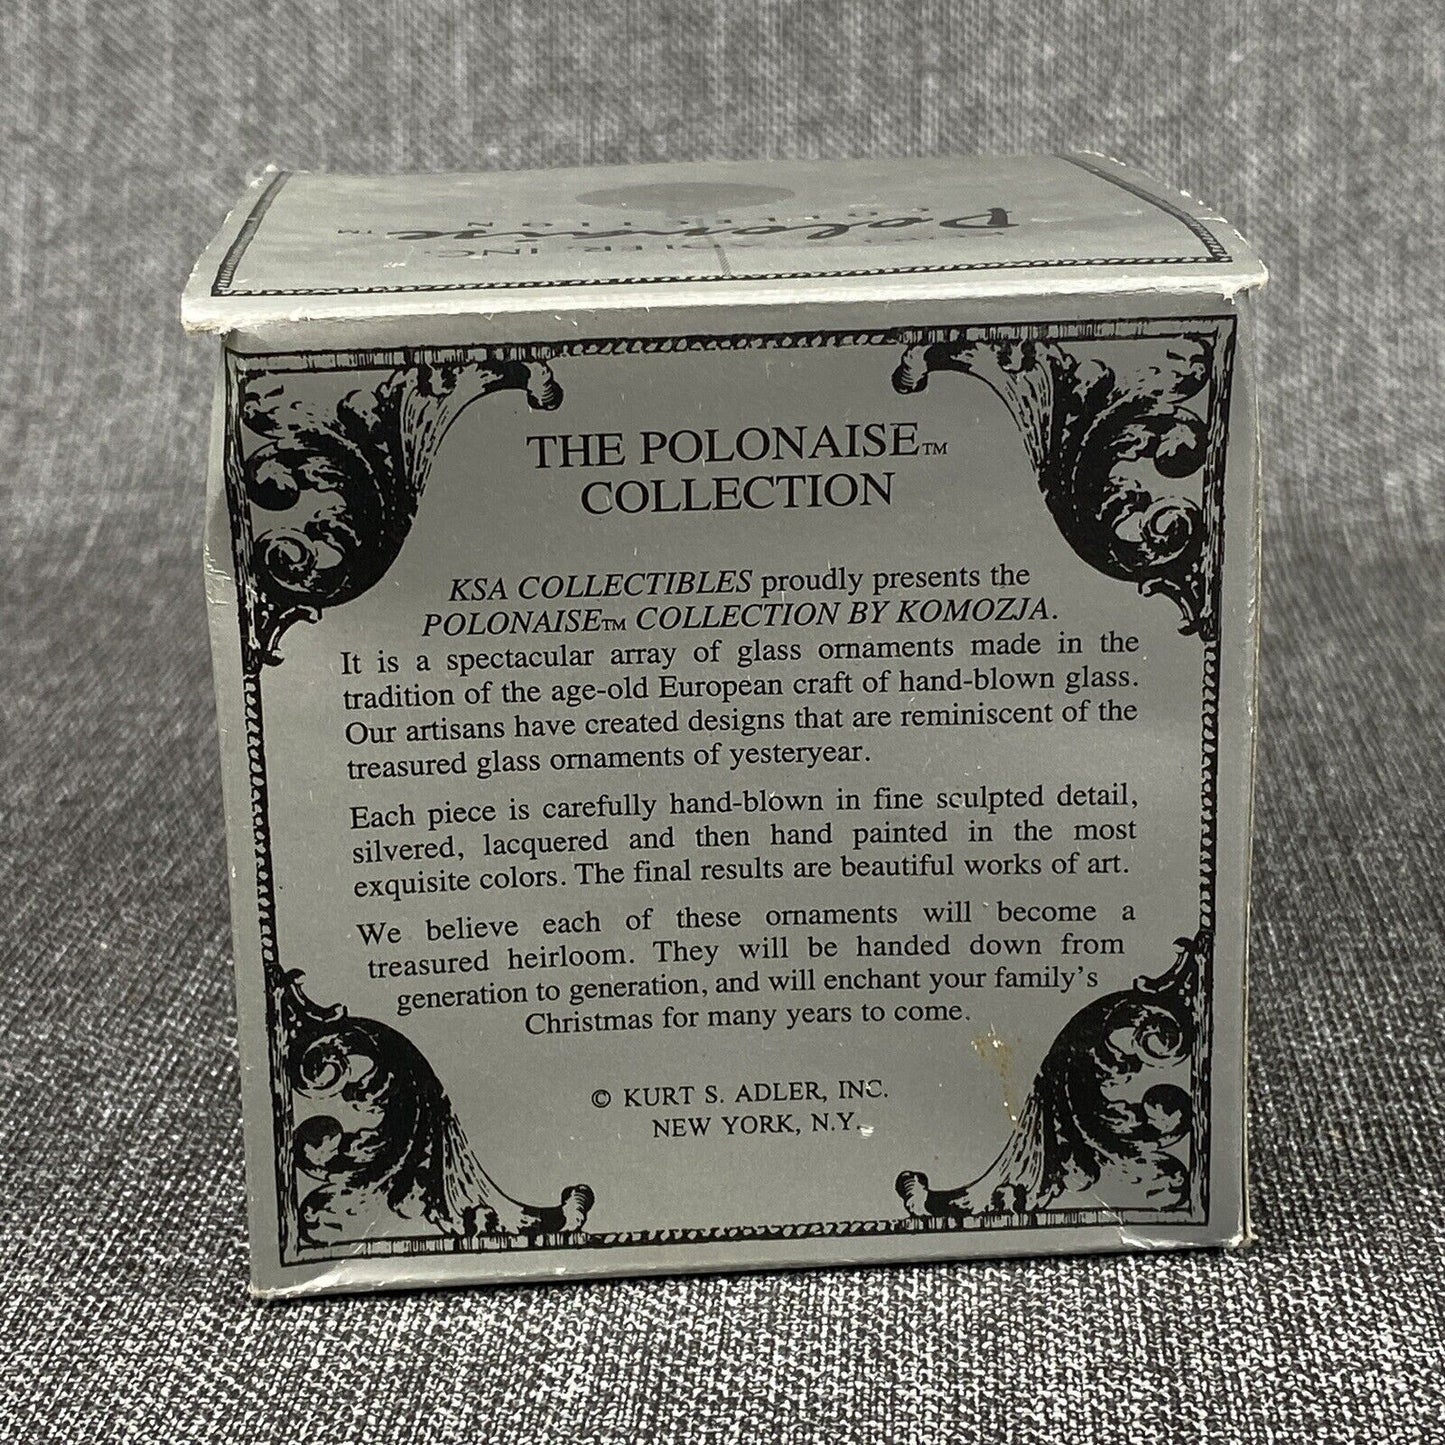 Polonaise™
COLLECTION
THE POLONAISE™
COLLECTION
KSA COLLECTIBLES proudly presents the
POLONAISE™ COLLECTION BY KOMOZJA.
It is a spectacular array of glass ornaments made in the
tradition of the age-old European craft of hand-blown glass.
Our artisans have created designs that are reminiscent of the
treasured glass ornaments of yesteryear.
Each piece is carefully hand-blown in fine sculpted detail,
silvered, lacquered and then hand painted in the most
exquisite colors. The final results are beautiful works of art.
We believe each of these ornaments will become a
treasured heirloom. They will be handed down from
generation to generation, and will enchant your family's
Christmas for many years to come.
© KURT S. ADLER, INC.
NEW YORK, N.Y.